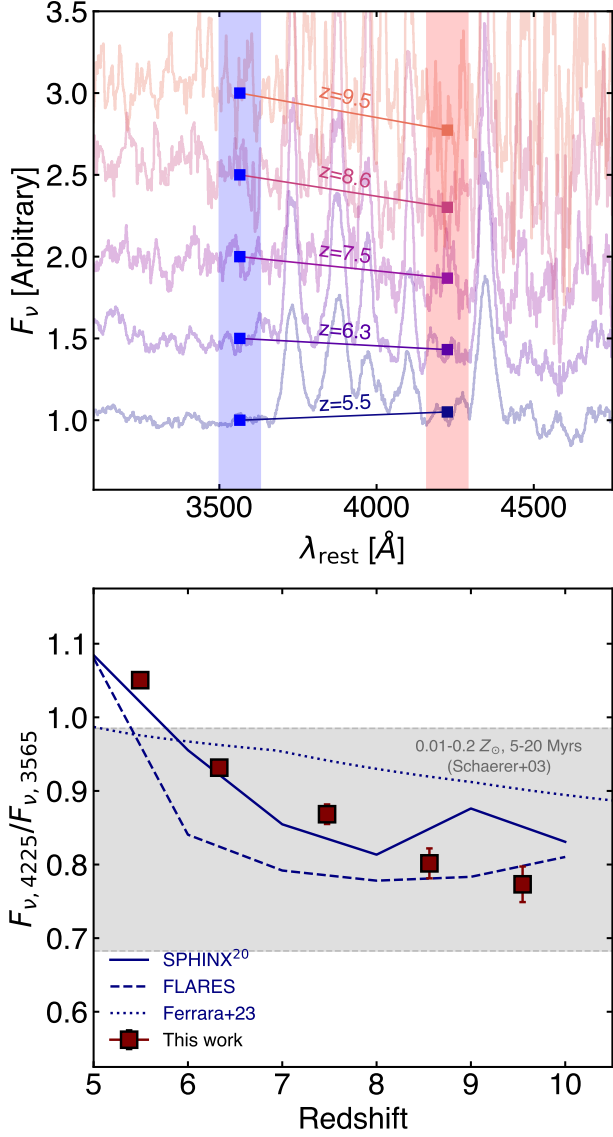 3.5
3.0
2.5
2.0
1.5
1.0
F_ν [Arbitrary]
z=9.5
z=8.6
z=7.5
z=6.3
z=5.5
3500 4000 4500
λ_rest [Å]
1.1
1.0
0.9
0.8
0.7
0.6
F_ν, 4225/F_ν, 3565
0.01-0.2 Z_⊙, 5-20 Myrs
(Schaerer+03)
SPHINX²⁰
FLARES
Ferrara+23
This work
5 6 7 8 9 10
Redshift